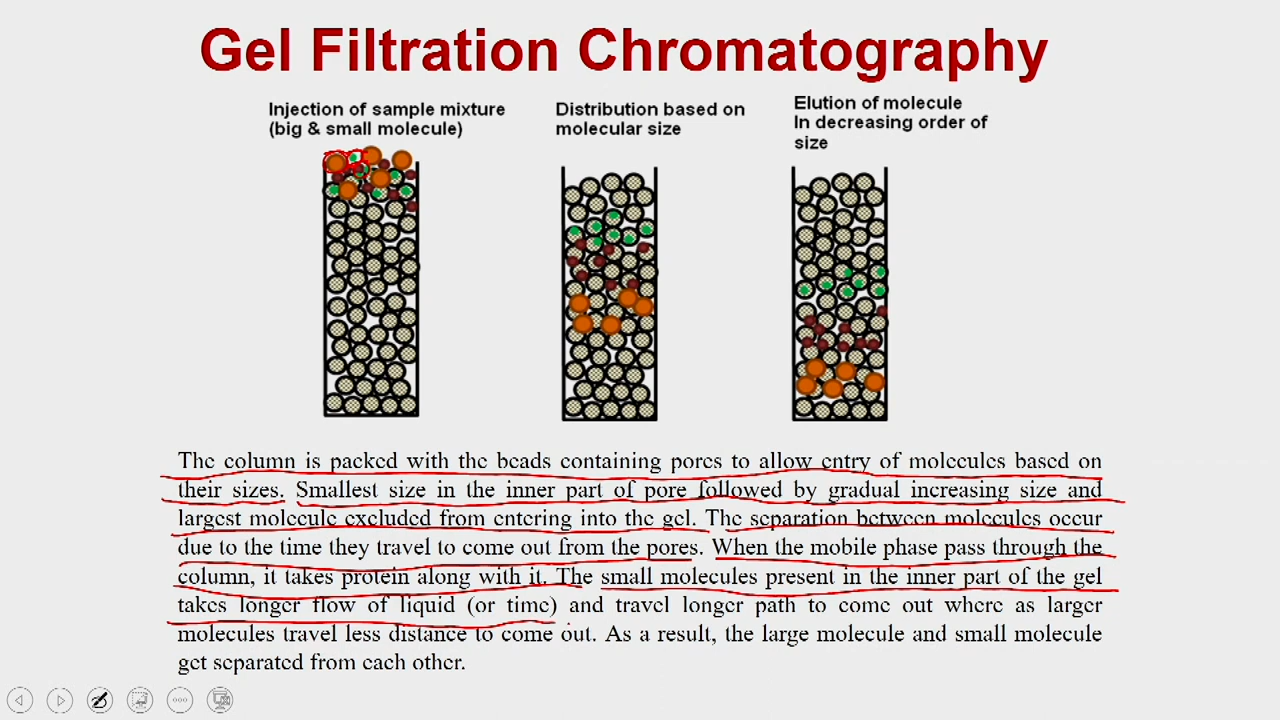 Gel Filtration Chromatography
Injection of sample mixture
(big & small molecule)
Distribution based on
molecular size
Elution of molecule
In decreasing order of
size
The column is packed with the beads containing pores to allow entry of molecules based on
their sizes. Smallest size in the inner part of pore followed by gradual increasing size and
largest molecule excluded from entering into the gel. The separation between molecules occur
due to the time they travel to come out from the pores. When the mobile phase pass through the
column, it takes protein along with it. The small molecules present in the inner part of the gel
takes longer flow of liquid (or time) and travel longer path to come out where as larger
molecules travel less distance to come out. As a result, the large molecule and small molecule
get separated from each other.